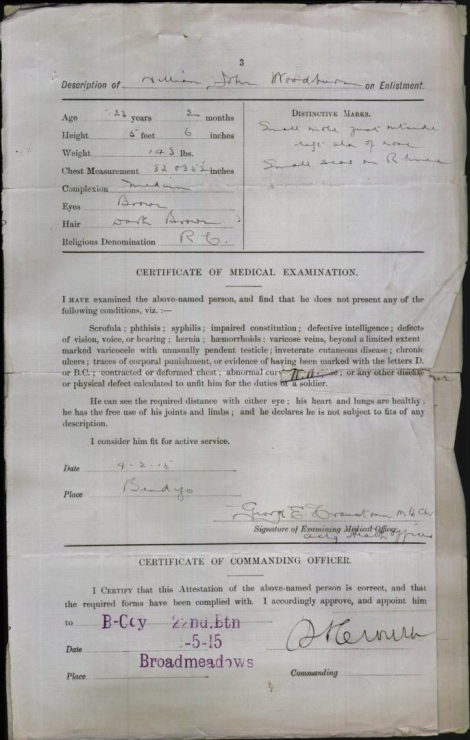 3
Description of William John Woodburn on Enlistment.
Age 23 years 2 months
Height 5 feet 6 inches
Weight 143 lbs.
Chest Measurement 32 inches
Complexion Medium
Eyes Brown
Hair Dark Brown
Religious Denomination R.C.
DISTINCTIVE MARKS.
Small mole just outside
left ala of nose
Small scar on R knee
CERTIFICATE OF MEDICAL EXAMINATION.
I HAVE examined the above-named person, and find that he does not present any of the
following conditions, viz. :—
Scrofula ; phthisis ; syphilis ; impaired constitution ; defective intelligence ; defects
of vision, voice, or hearing ; hernia ; hæmorrhoids ; varicose veins, beyond a limited extent
marked varicocele with unusually pendent testicle ; inveterate cutaneous disease ; chronic
ulcers ; traces of corporal punishment, or evidence of having been marked with the letters D.
or B.C. ; contracted or deformed chest ; abnormal ; or any other disease
or physical defect calculated to unfit him for the duties of a soldier.
He can see the required distance with either eye ; his heart and lungs are healthy ;
he has the free use of his joints and limbs ; and he declares he is not subject to fits of any
description.
I consider him fit for active service.
Date 9-2-15
Place Bendigo
George E. Cranstoun M.B. Ch
Signature of Examining Medical Officer.
Actg Health Officer
CERTIFICATE OF COMMANDING OFFICER.
I CERTIFY that this Attestation of the above-named person is correct, and that
the required forms have been complied with. I accordingly approve, and appoint him
to B-Coy 22nd.Btn
Date -5-15
Broadmeadows
Place
Commanding